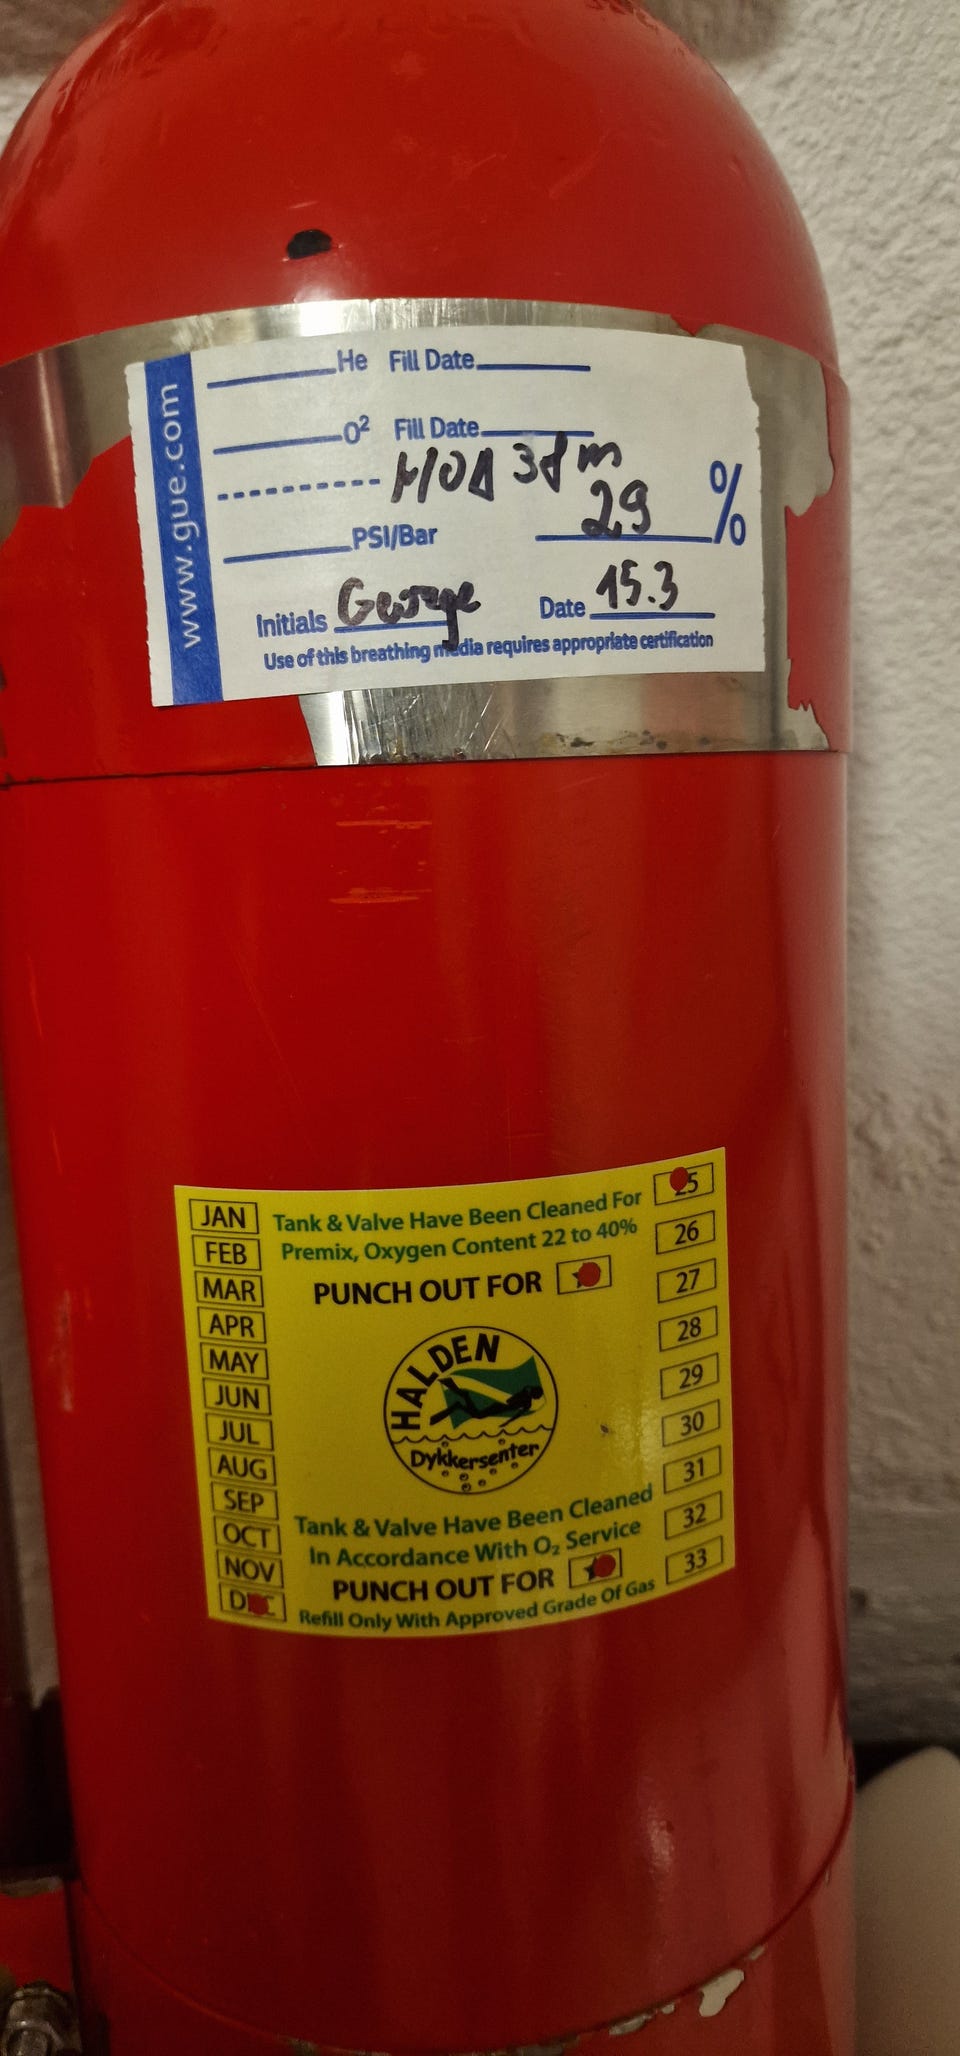 www.gue.com
He Fill Date
O² Fill Date
MOD m
29 %
PSI/Bar
Initials George Date 15.3
Use of this breathing media requires appropriate certification
JAN
FEB
MAR
APR
MAY
JUN
JUL
AUG
SEP
OCT
NOV
DEC
Tank & Valve Have Been Cleaned For
Premix, Oxygen Content 22 to 40%
PUNCH OUT FOR
HALDEN
Dykkersenter
Tank & Valve Have Been Cleaned
In Accordance With O₂ Service
PUNCH OUT FOR
Refill Only With Approved Grade Of Gas
25
26
27
28
29
30
31
32
33